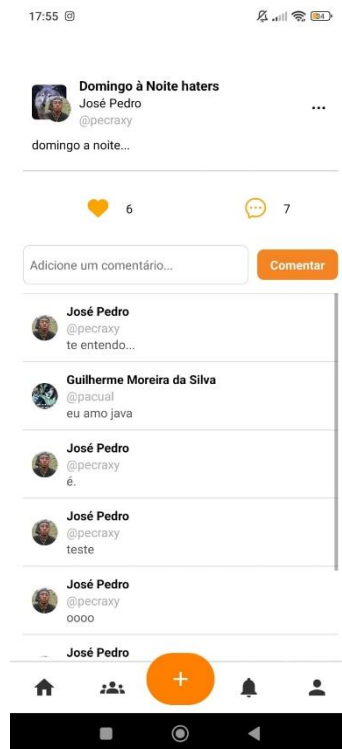 17:55
84
Domingo à Noite haters
José Pedro
@pecraxy
...
domingo a noite...
6
7
Adicione um comentário...
Comentar
José Pedro
@pecraxy
te entendo...
Guilherme Moreira da Silva
@pacual
eu amo java
José Pedro
@pecraxy
é.
José Pedro
@pecraxy
teste
José Pedro
@pecraxy
oooo
José Pedro
+